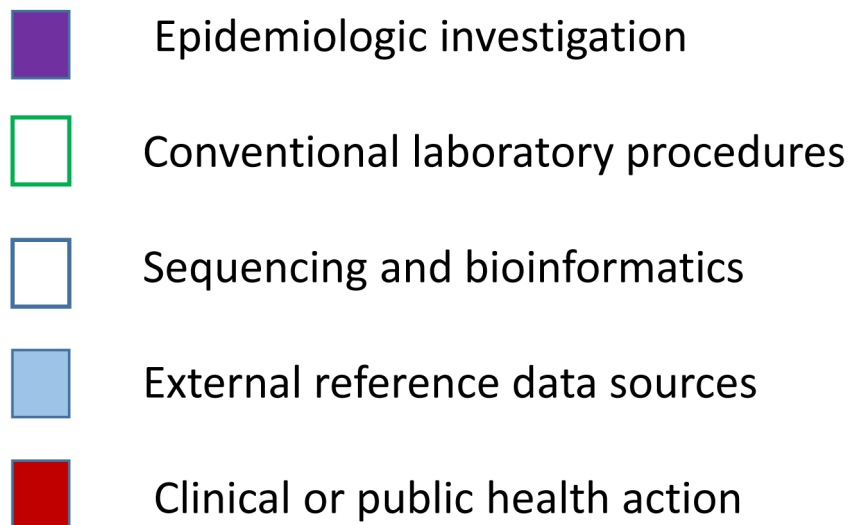 Epidemiologic investigation
Conventional laboratory procedures
Sequencing and bioinformatics
External reference data sources
Clinical or public health action